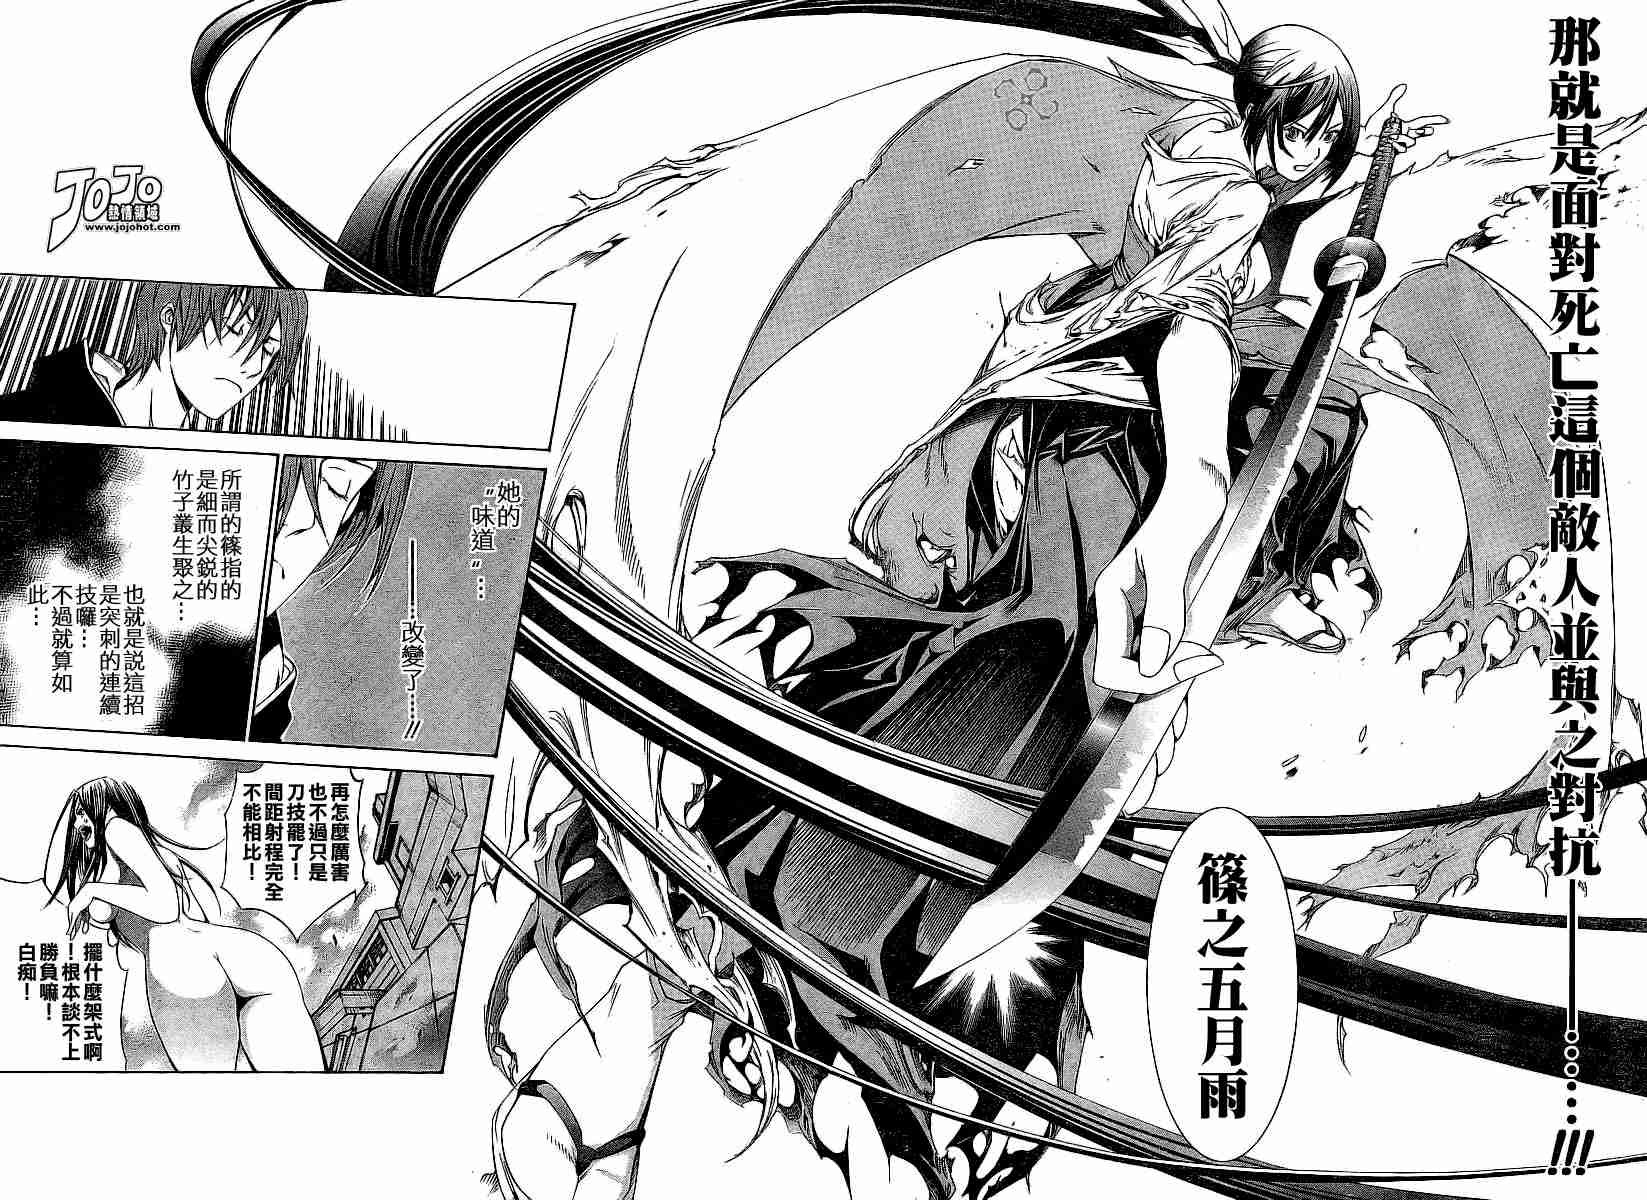 那就是面對死亡這個敵人並與之對抗——……!!!
篠之五月雨
JOJO
熱情領域
www.jojohot.com
她的
"味道"…
——…改變了……!!
所謂的篠指的
是細而尖銳的
竹子叢生聚之…
也就是說這招
是突刺的連續
技囉…
不過就算如
此…
再怎麼厲害
也不過只是
刀技罷了！
間距射程完全
不能相比！
擺什麼架式啊
！根本談不上
勝負嘛！
白痴！